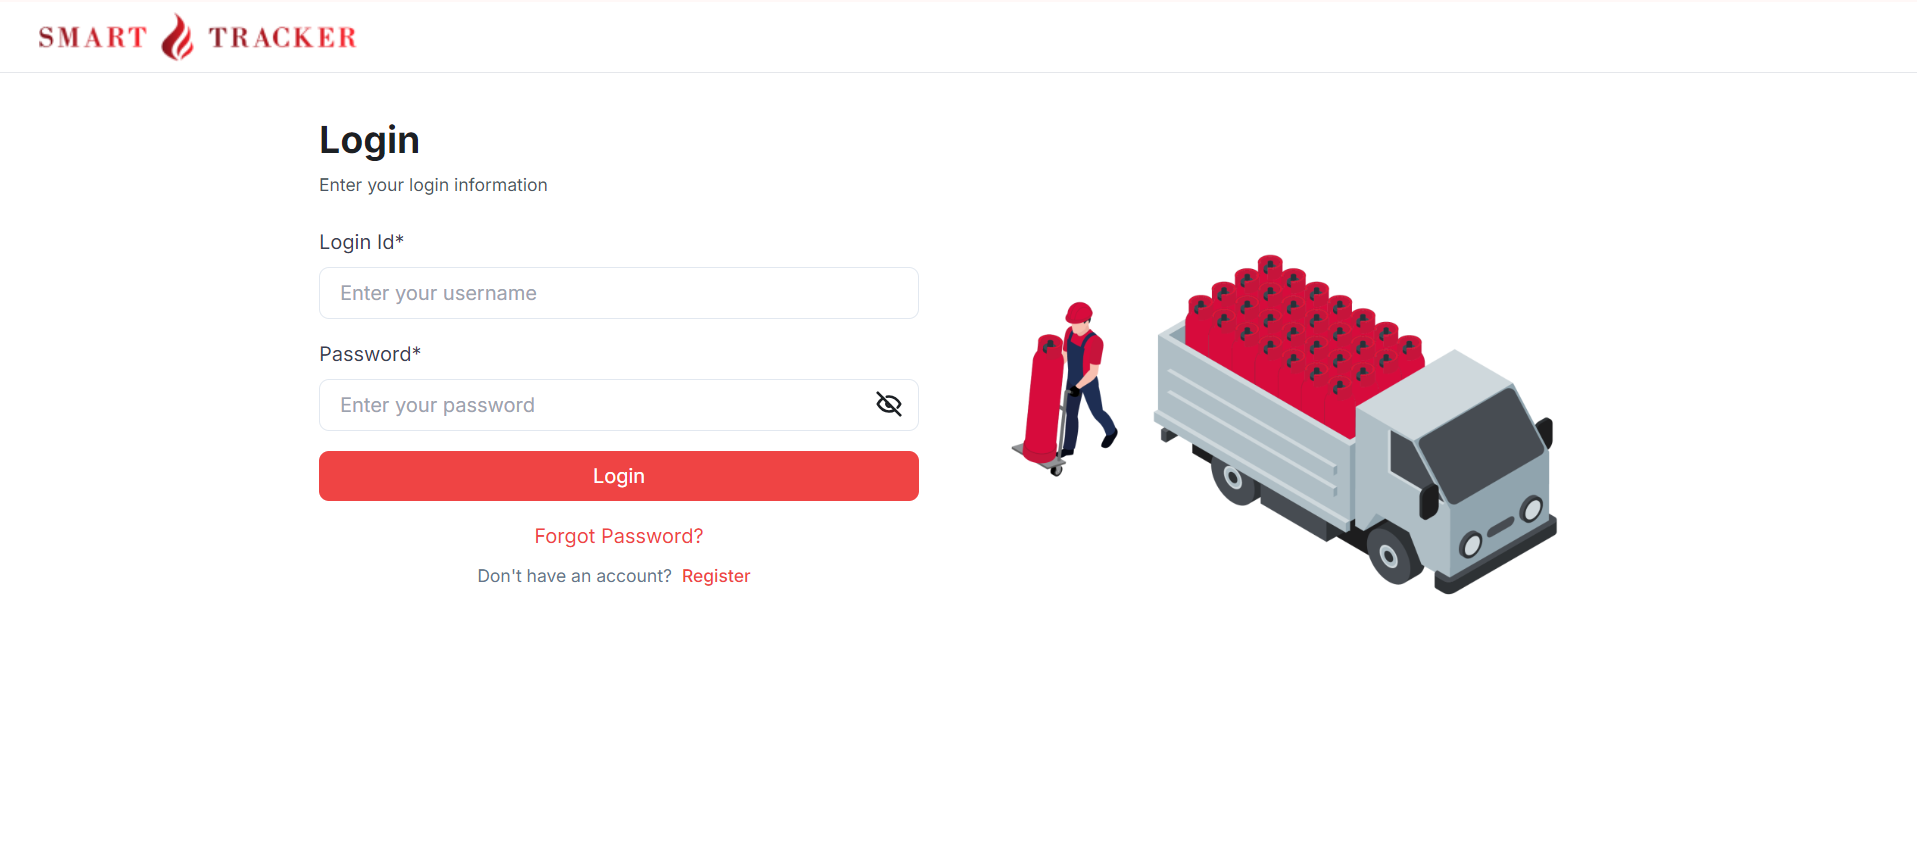 SMART TRACKER
Login
Enter your login information
Login Id*
Enter your username
Password*
Enter your password
Login
Forgot Password?
Don't have an account? Register